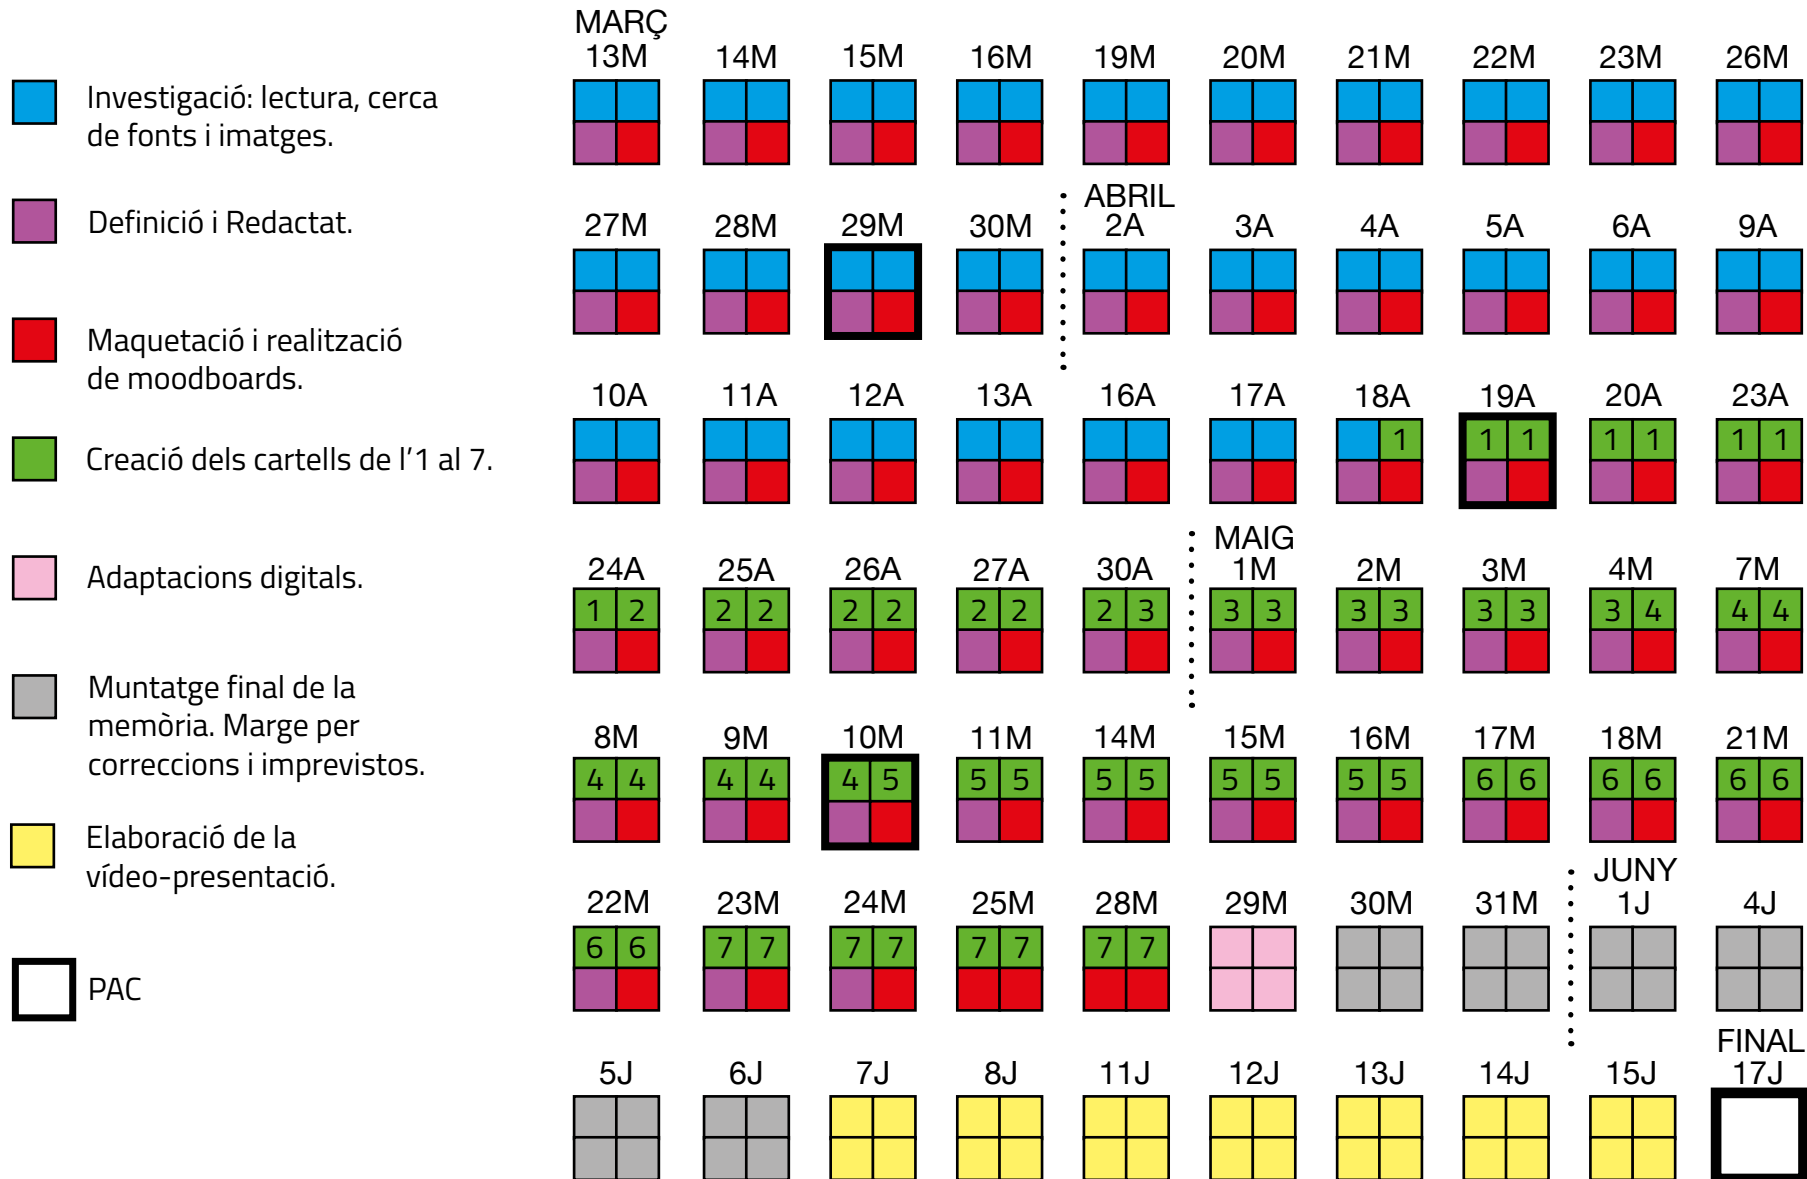 Investigació: lectura, cerca
de fonts i imatges.
Definició i Redactat.
Maquetació i realització
de moodboards.
Creació dels cartells de l’1 al 7.
Adaptacions digitals.
Muntatge final de la
memòria. Marge per
correccions i imprevistos.
Elaboració de la
vídeo-presentació.
PAC
MARÇ
13M 14M 15M 16M 19M 20M 21M 22M 23M 26M
ABRIL
27M 28M 29M 30M 2A 3A 4A 5A 6A 9A
10A 11A 12A 13A 16A 17A 18A 19A 20A 23A
1 1 1 1 1 1 1
MAIG
24A 25A 26A 27A 30A 1M 2M 3M 4M 7M
1 2 2 2 2 2 2 2 2 3 3 3 3 3 3 3 3 4 4 4
8M 9M 10M 11M 14M 15M 16M 17M 18M 21M
4 4 4 4 4 5 5 5 5 5 5 5 5 5 6 6 6 6 6 6
JUNY
22M 23M 24M 25M 28M 29M 30M 31M 1J 4J
6 6 7 7 7 7 7 7 7 7
FINAL
5J 6J 7J 8J 11J 12J 13J 14J 15J 17J